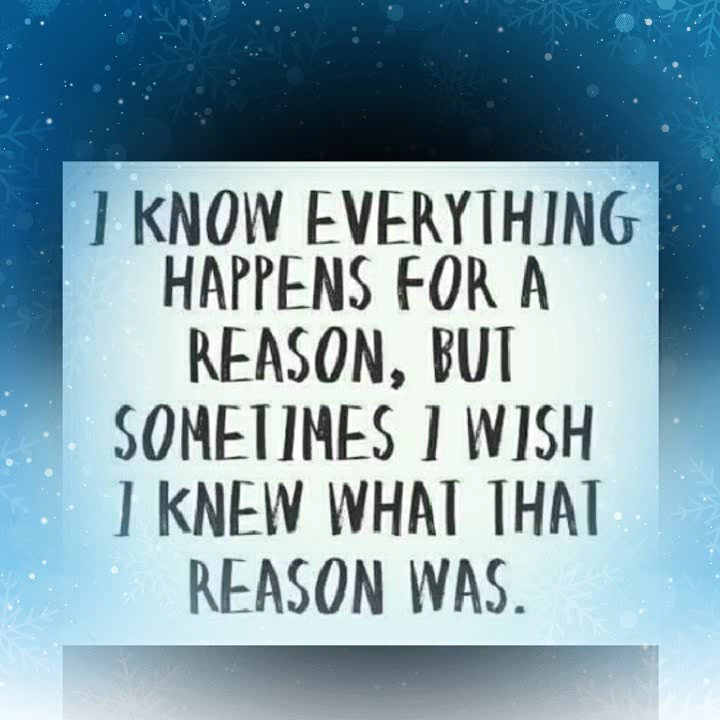 I KNOW EVERYTHING
HAPPENS FOR A
REASON, BUT
SOMETIMES I WISH
I KNEW WHAT THAT
REASON WAS.